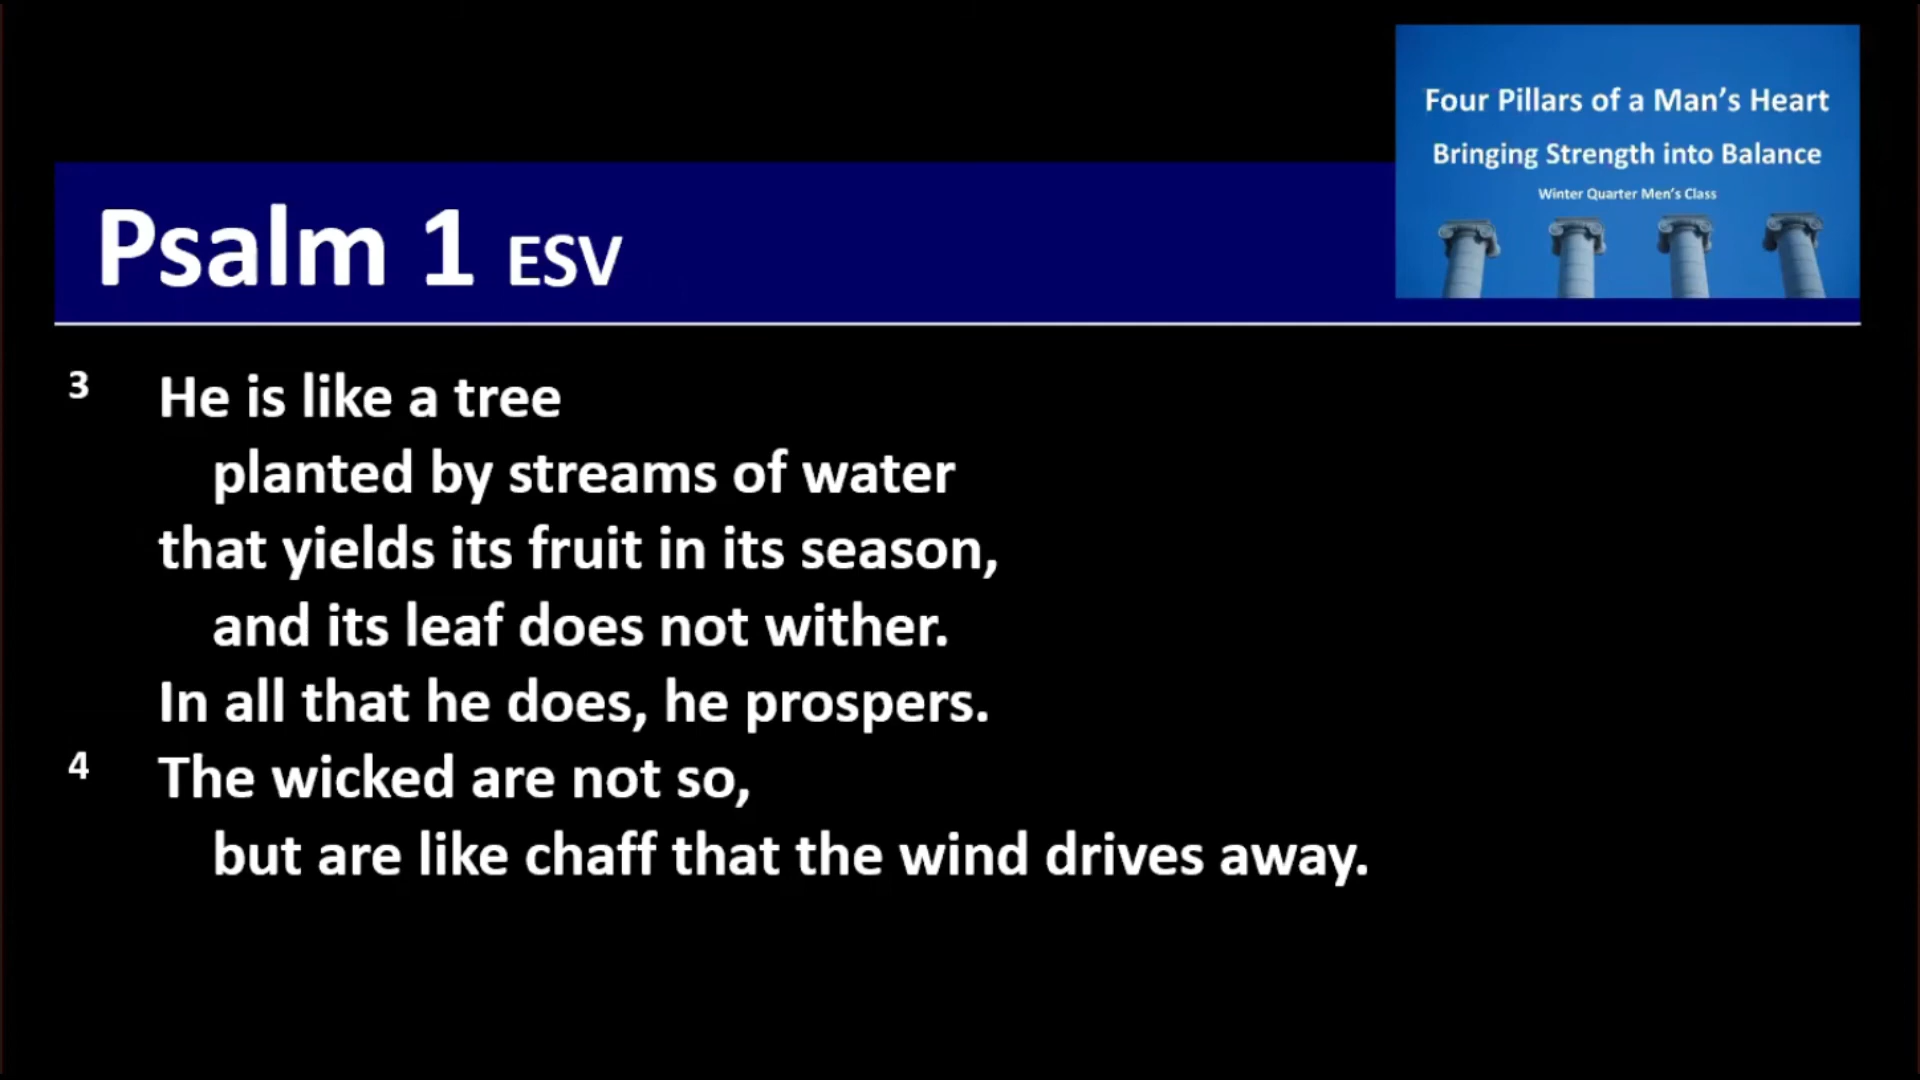 Four Pillars of a Man's Heart
Bringing Strength into Balance
Winter Quarter Men's Class
Psalm 1 ESV
3 He is like a tree
planted by streams of water
that yields its fruit in its season,
and its leaf does not wither.
In all that he does, he prospers.
4 The wicked are not so,
but are like chaff that the wind drives away.